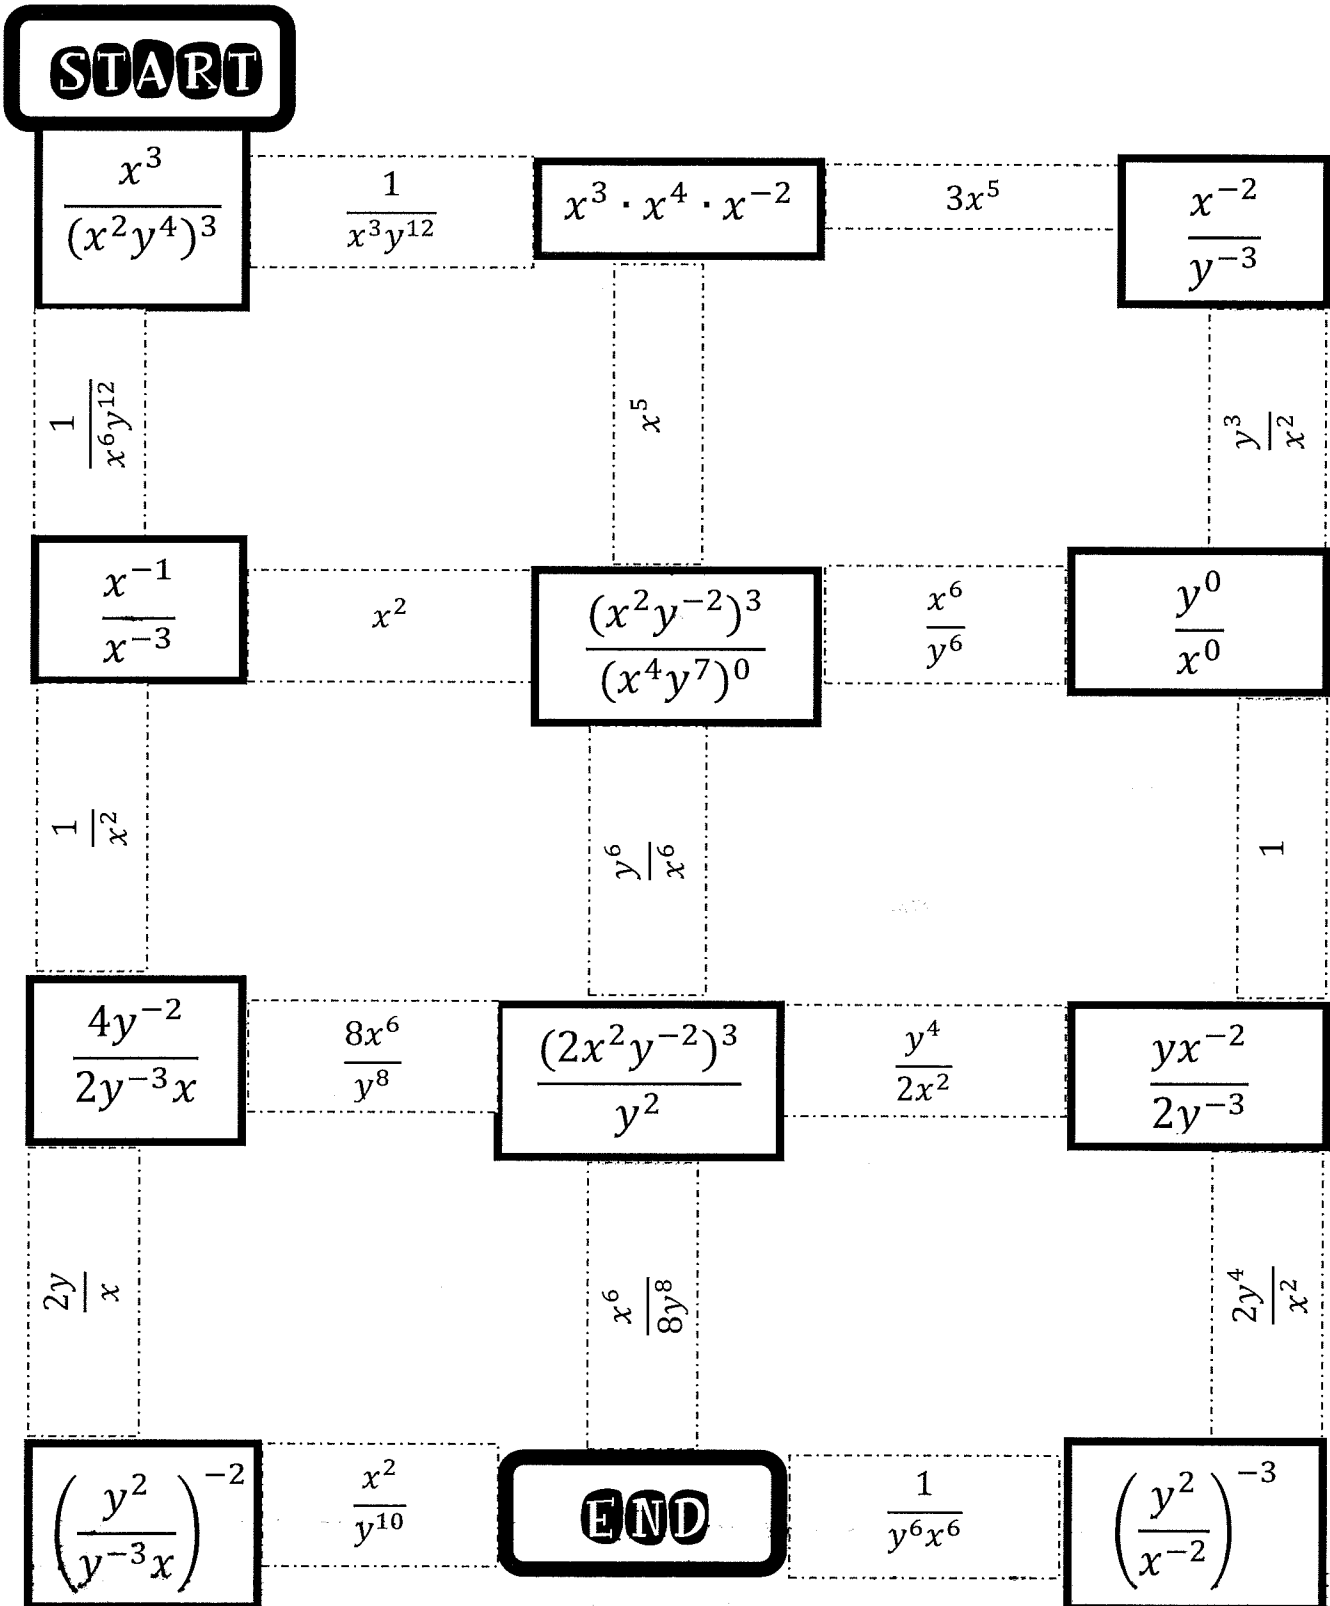 START
x^3/(x^2y^4)^3
1/(x^3y^12)
x^3 · x^4 · x^-2
3x^5
x^-2/y^-3
1/(x^6y^12)
x^5
y^3/x^2
x^-1/x^-3
x^2
(x^2y^-2)^3/(x^4y^7)^0
x^6/y^6
y^0/x^0
1/x^2
y^6/x^6
1
4y^-2/(2y^-3x)
8x^6/y^8
(2x^2y^-2)^3/y^2
y^4/(2x^2)
yx^-2/(2y^-3)
2y/x
x^6/(8y^8)
2y^4/x^2
(y^2/(y^-3x))^-2
x^2/y^10
END
1/(y^6x^6)
(y^2/x^-2)^-3